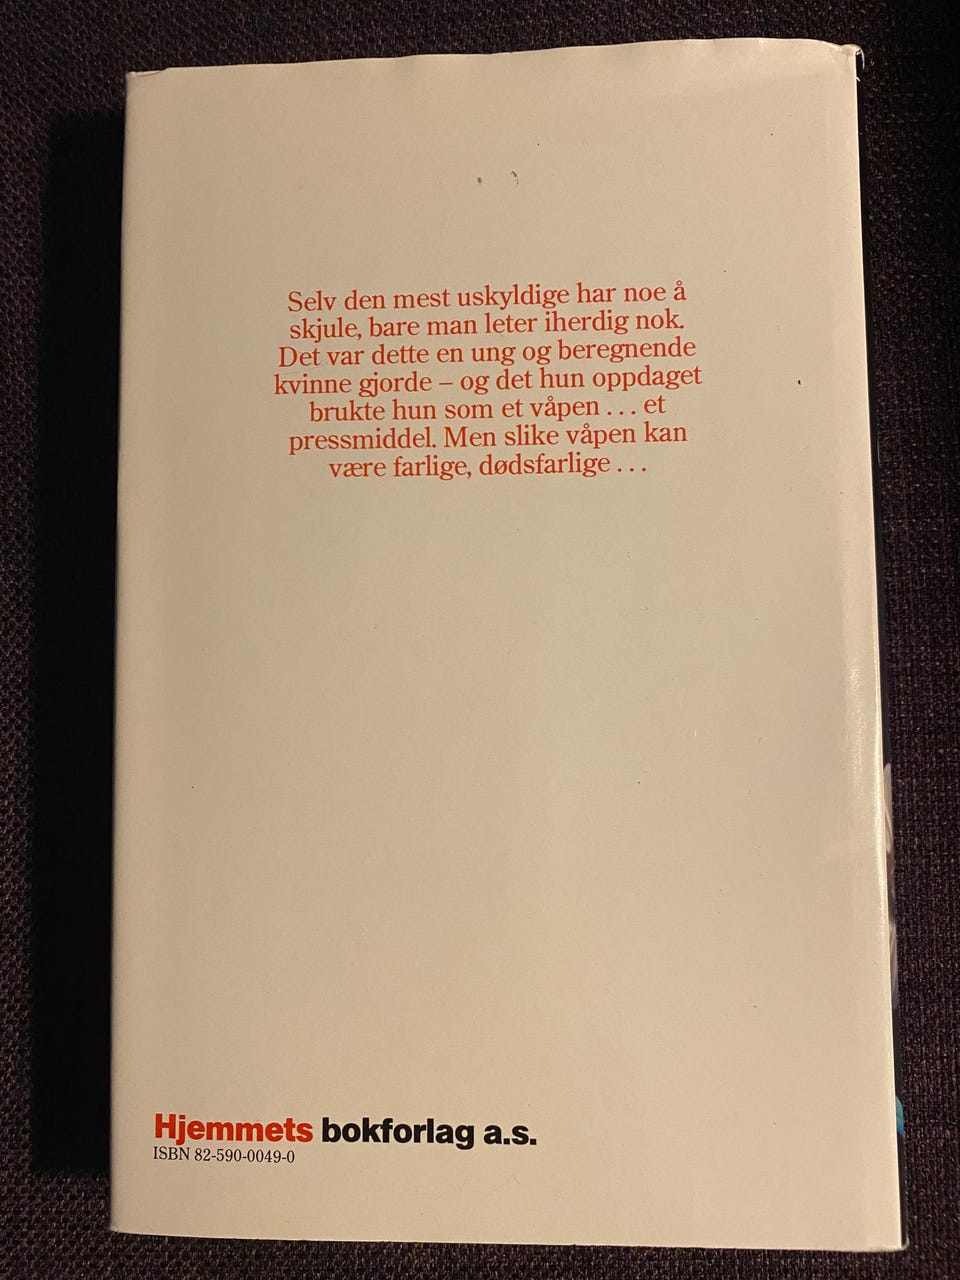 Selv den mest uskyldige har noe å
skjule, bare man leter iherdig nok.
Det var dette en ung og beregnende
kvinne gjorde – og det hun oppdaget
brukte hun som et våpen . . . et
pressmiddel. Men slike våpen kan
være farlige, dødsfarlige . . .
Hjemmets bokforlag a.s.
ISBN 82-590-0049-0